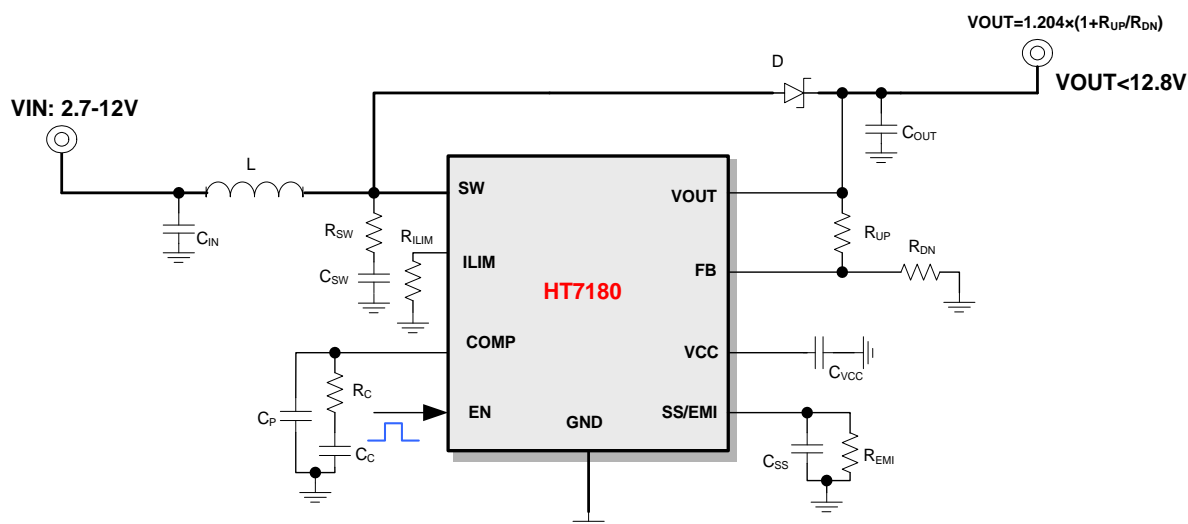 VOUT=1.204×(1+RUP/RDN)
D
VOUT<12.8V
VIN: 2.7-12V
COUT
L
SW
VOUT
CIN
RSW
RILIM
RUP
RDN
ILIM
FB
CSW
HT7180
COMP
VCC
CVCC
RC
CP
EN
SS/EMI
GND
CC
CSS
REMI